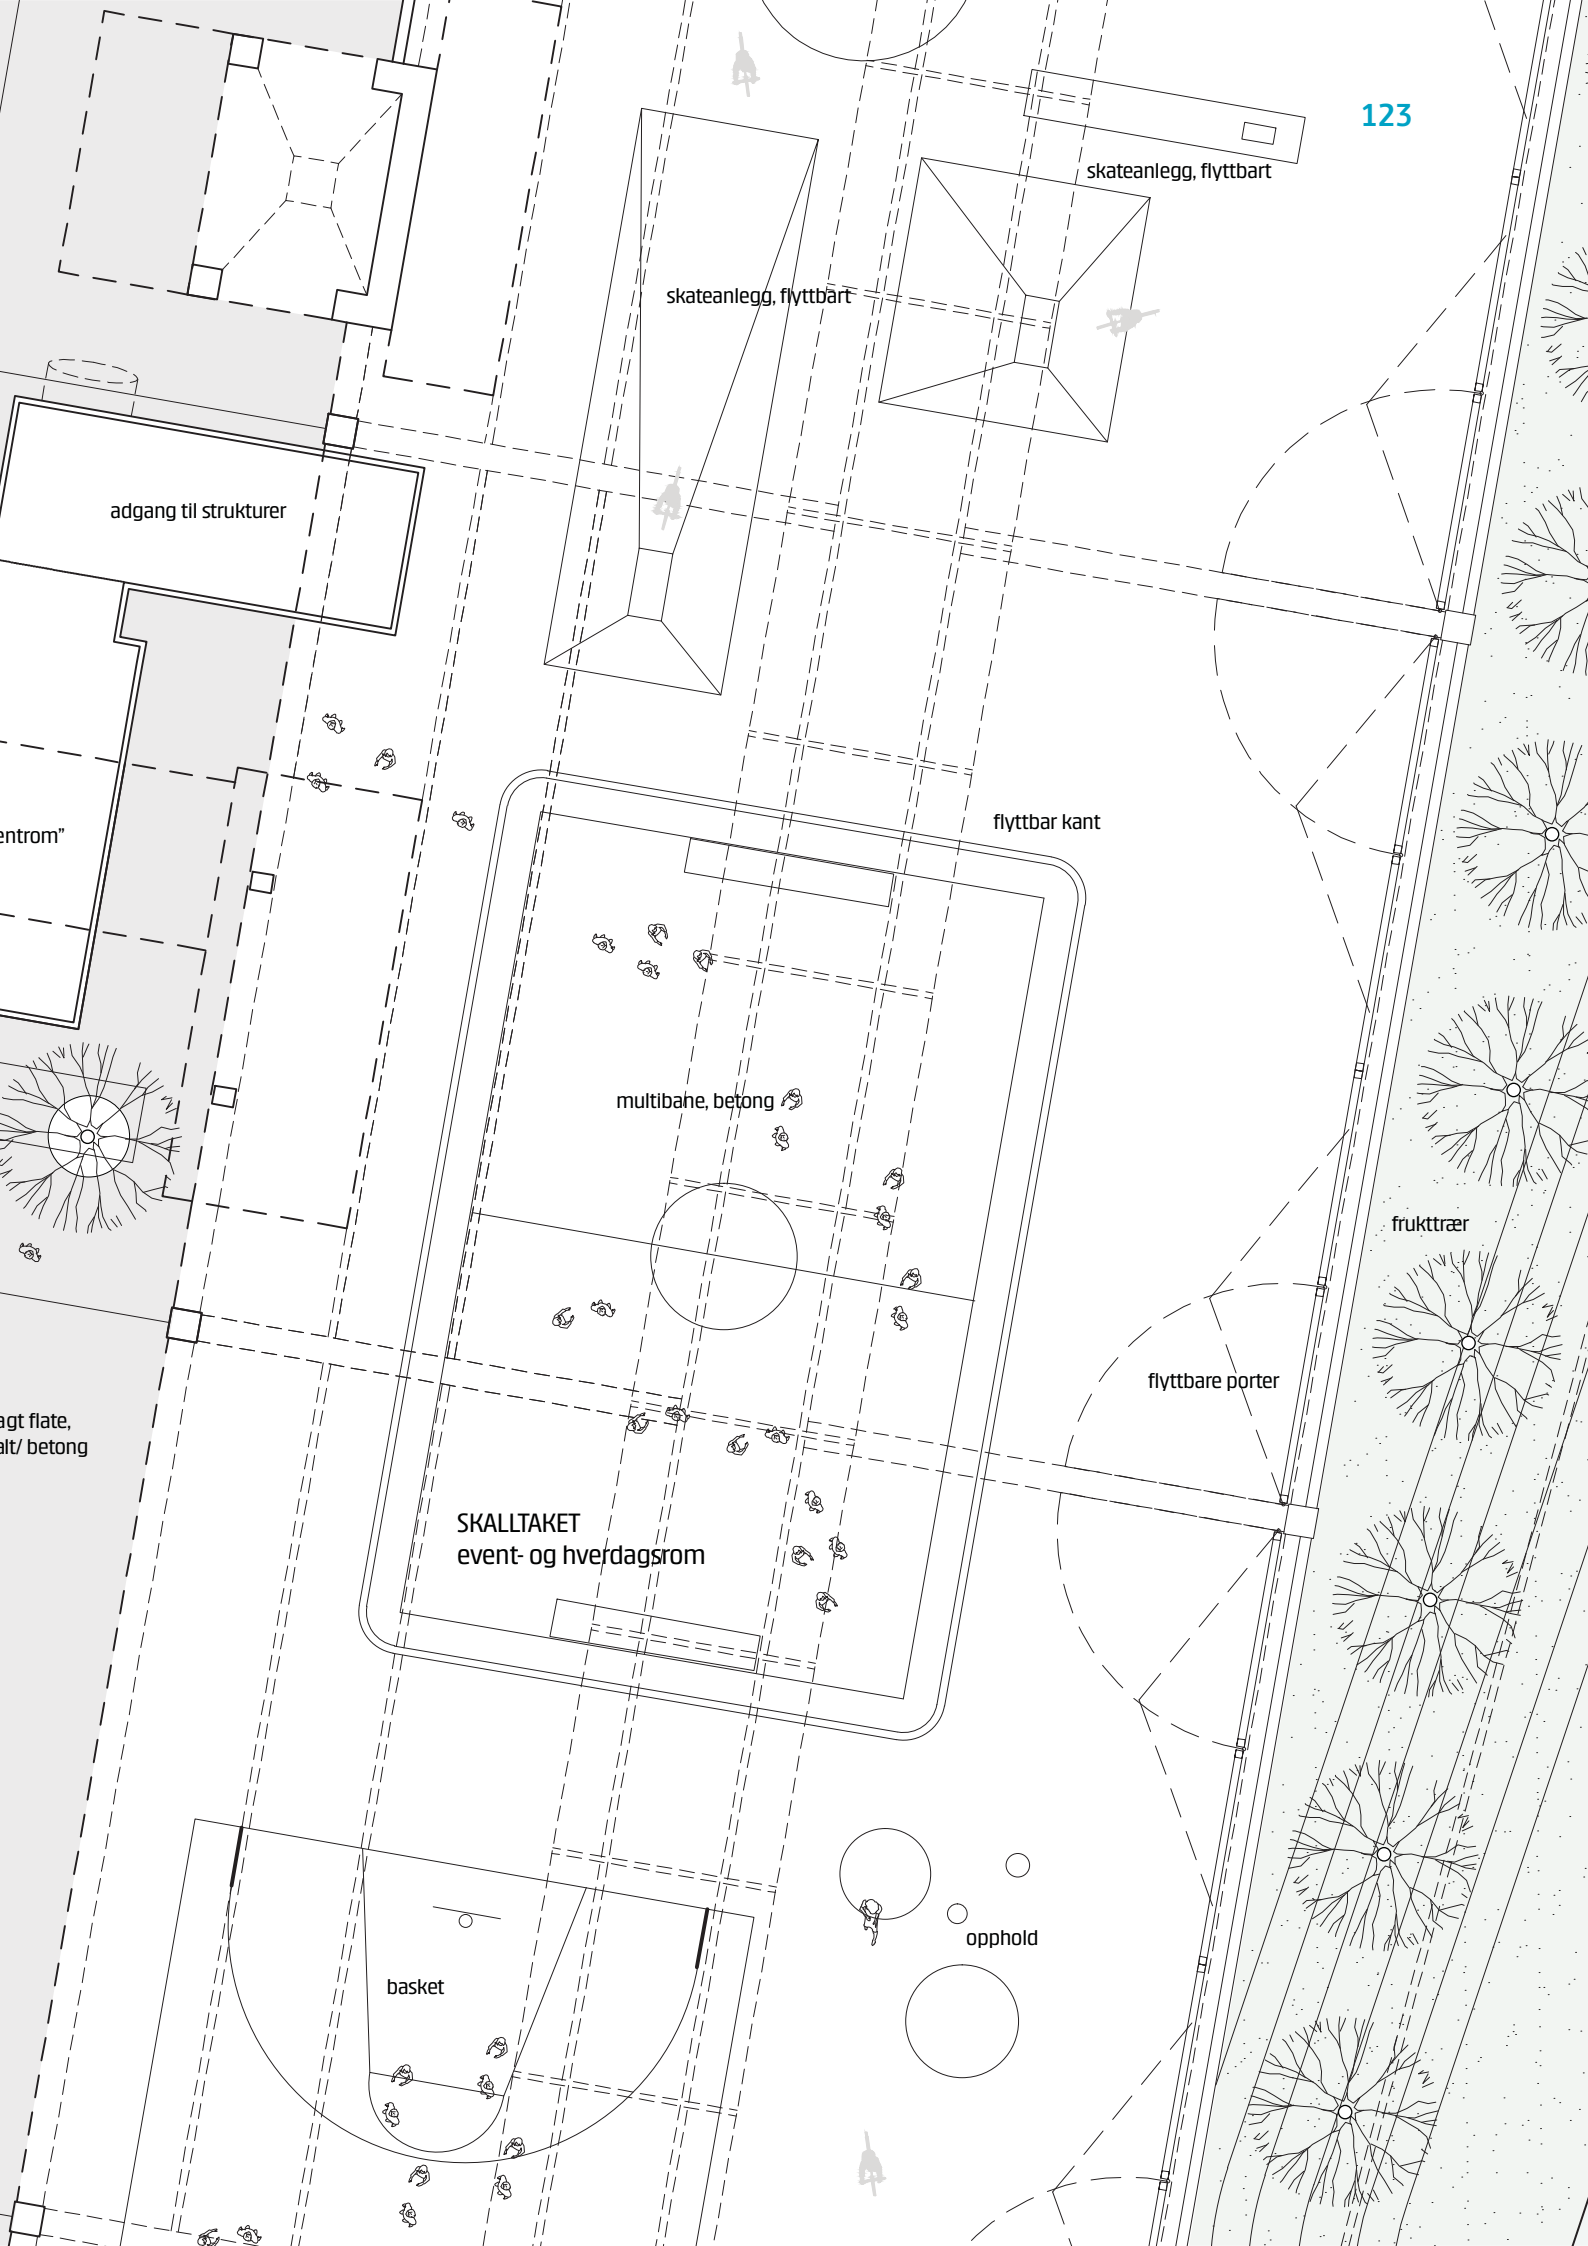 123
skateanlegg, flyttbart
skateanlegg, flyttbart
adgang til strukturer
flyttbar kant
entrom”
multibane, betong
frukttrær
flyttbare porter
agt flate,
alt/ betong
SKALLTAKET
event- og hverdagsrom
opphold
basket